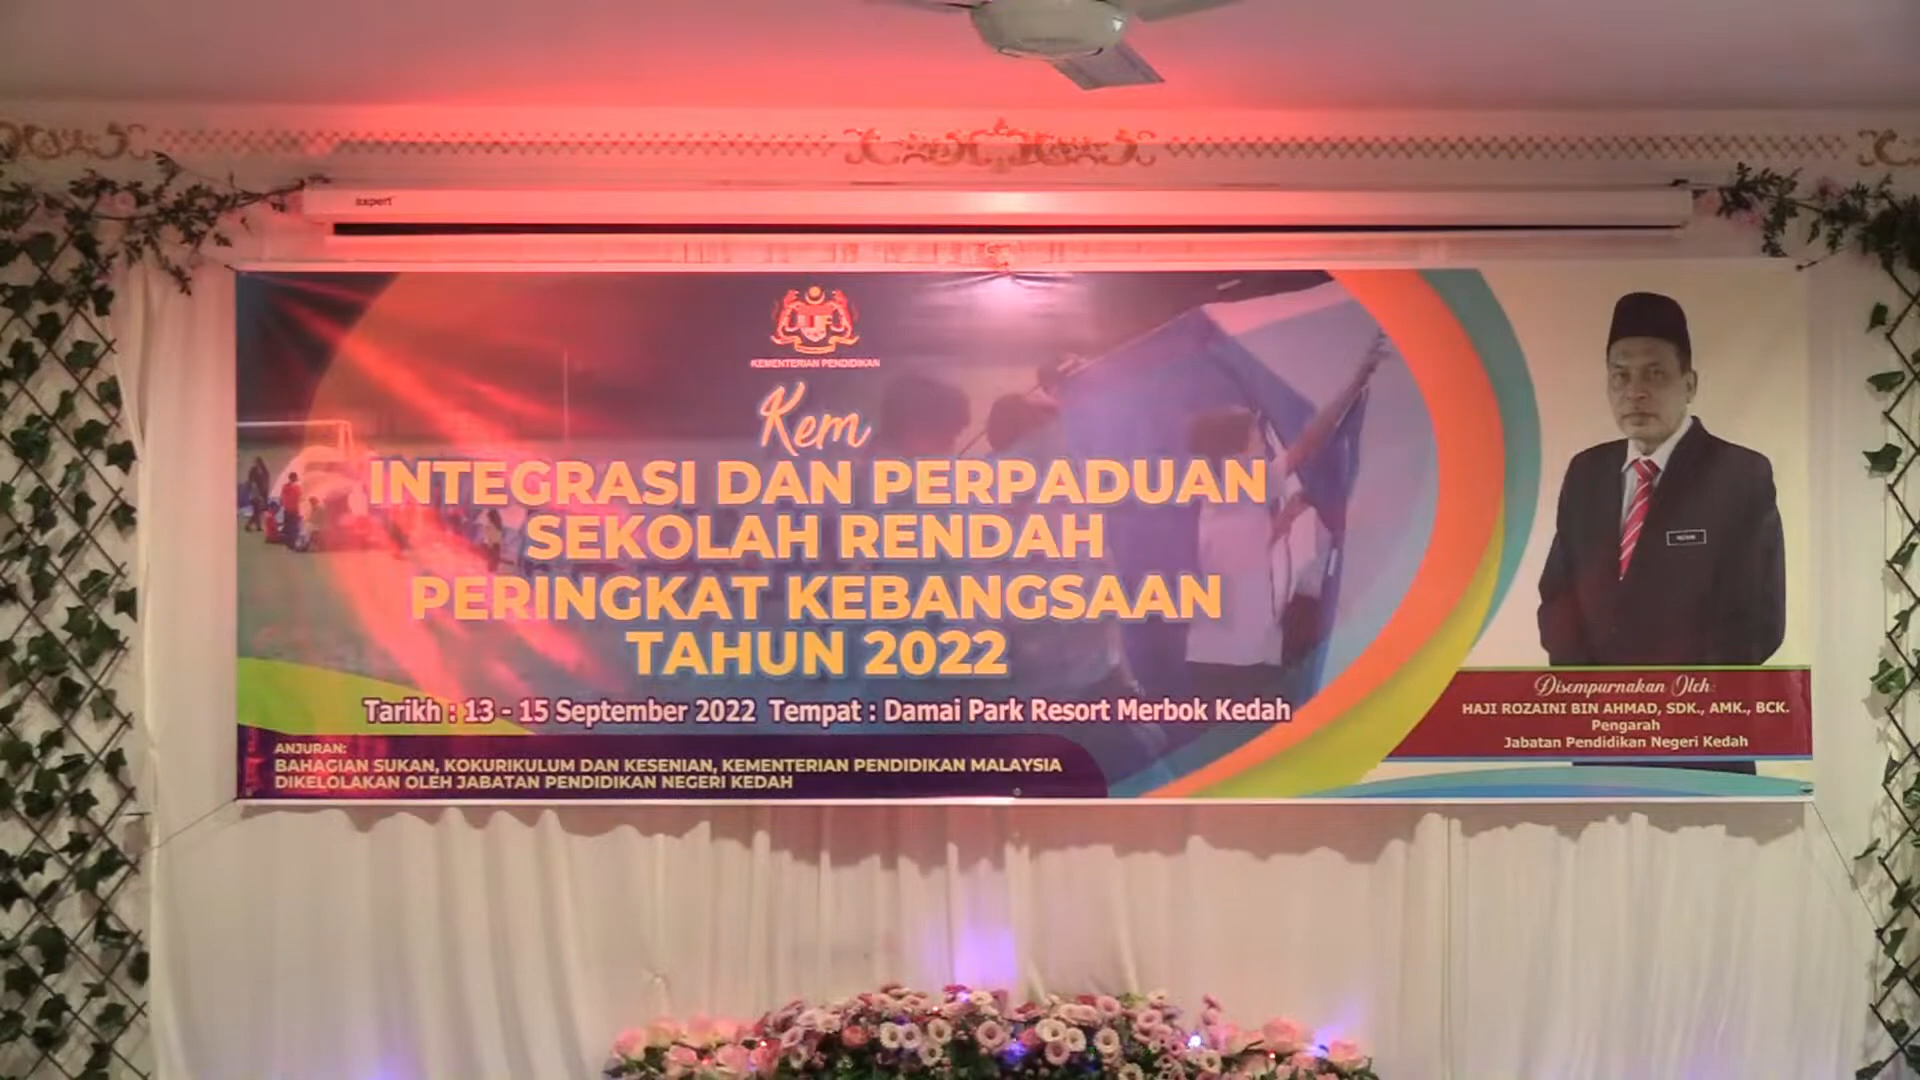 expert
KEMENTERIAN PENDIDIKAN
Kem
INTEGRASI DAN PERPADUAN
SEKOLAH RENDAH
PERINGKAT KEBANGSAAN
TAHUN 2022
Tarikh : 13 - 15 September 2022 Tempat : Damai Park Resort Merbok Kedah
ANJURAN:
BAHAGIAN SUKAN, KOKURIKULUM DAN KESENIAN, KEMENTERIAN PENDIDIKAN MALAYSIA
DIKELOLAKAN OLEH JABATAN PENDIDIKAN NEGERI KEDAH
Disempurnakan Oleh:
HAJI ROZAINI BIN AHMAD, SDK., AMK., BCK.
Pengarah
Jabatan Pendidikan Negeri Kedah